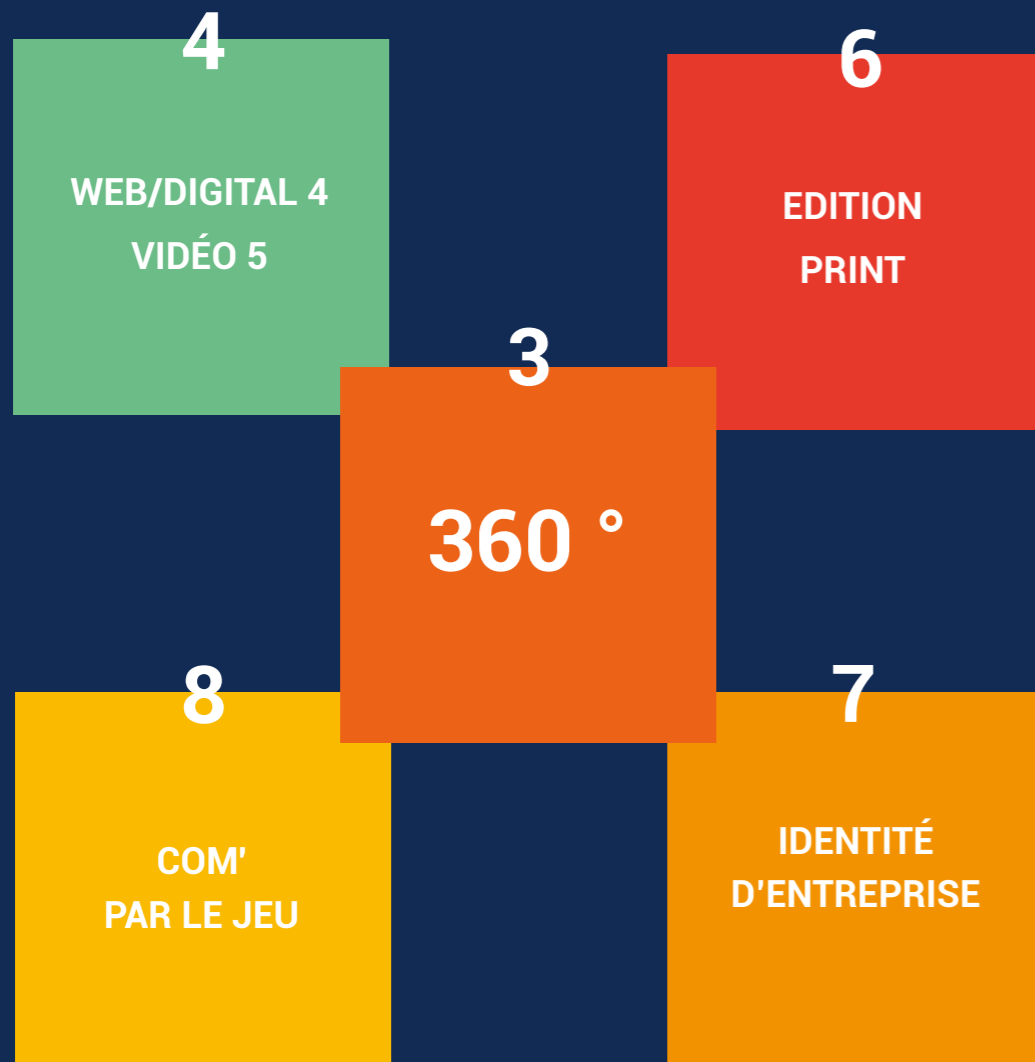 4
WEB/DIGITAL 4
VIDÉO 5
6
EDITION
PRINT
3
360 °
8
COM'
PAR LE JEU
7
IDENTITÉ
D'ENTREPRISE